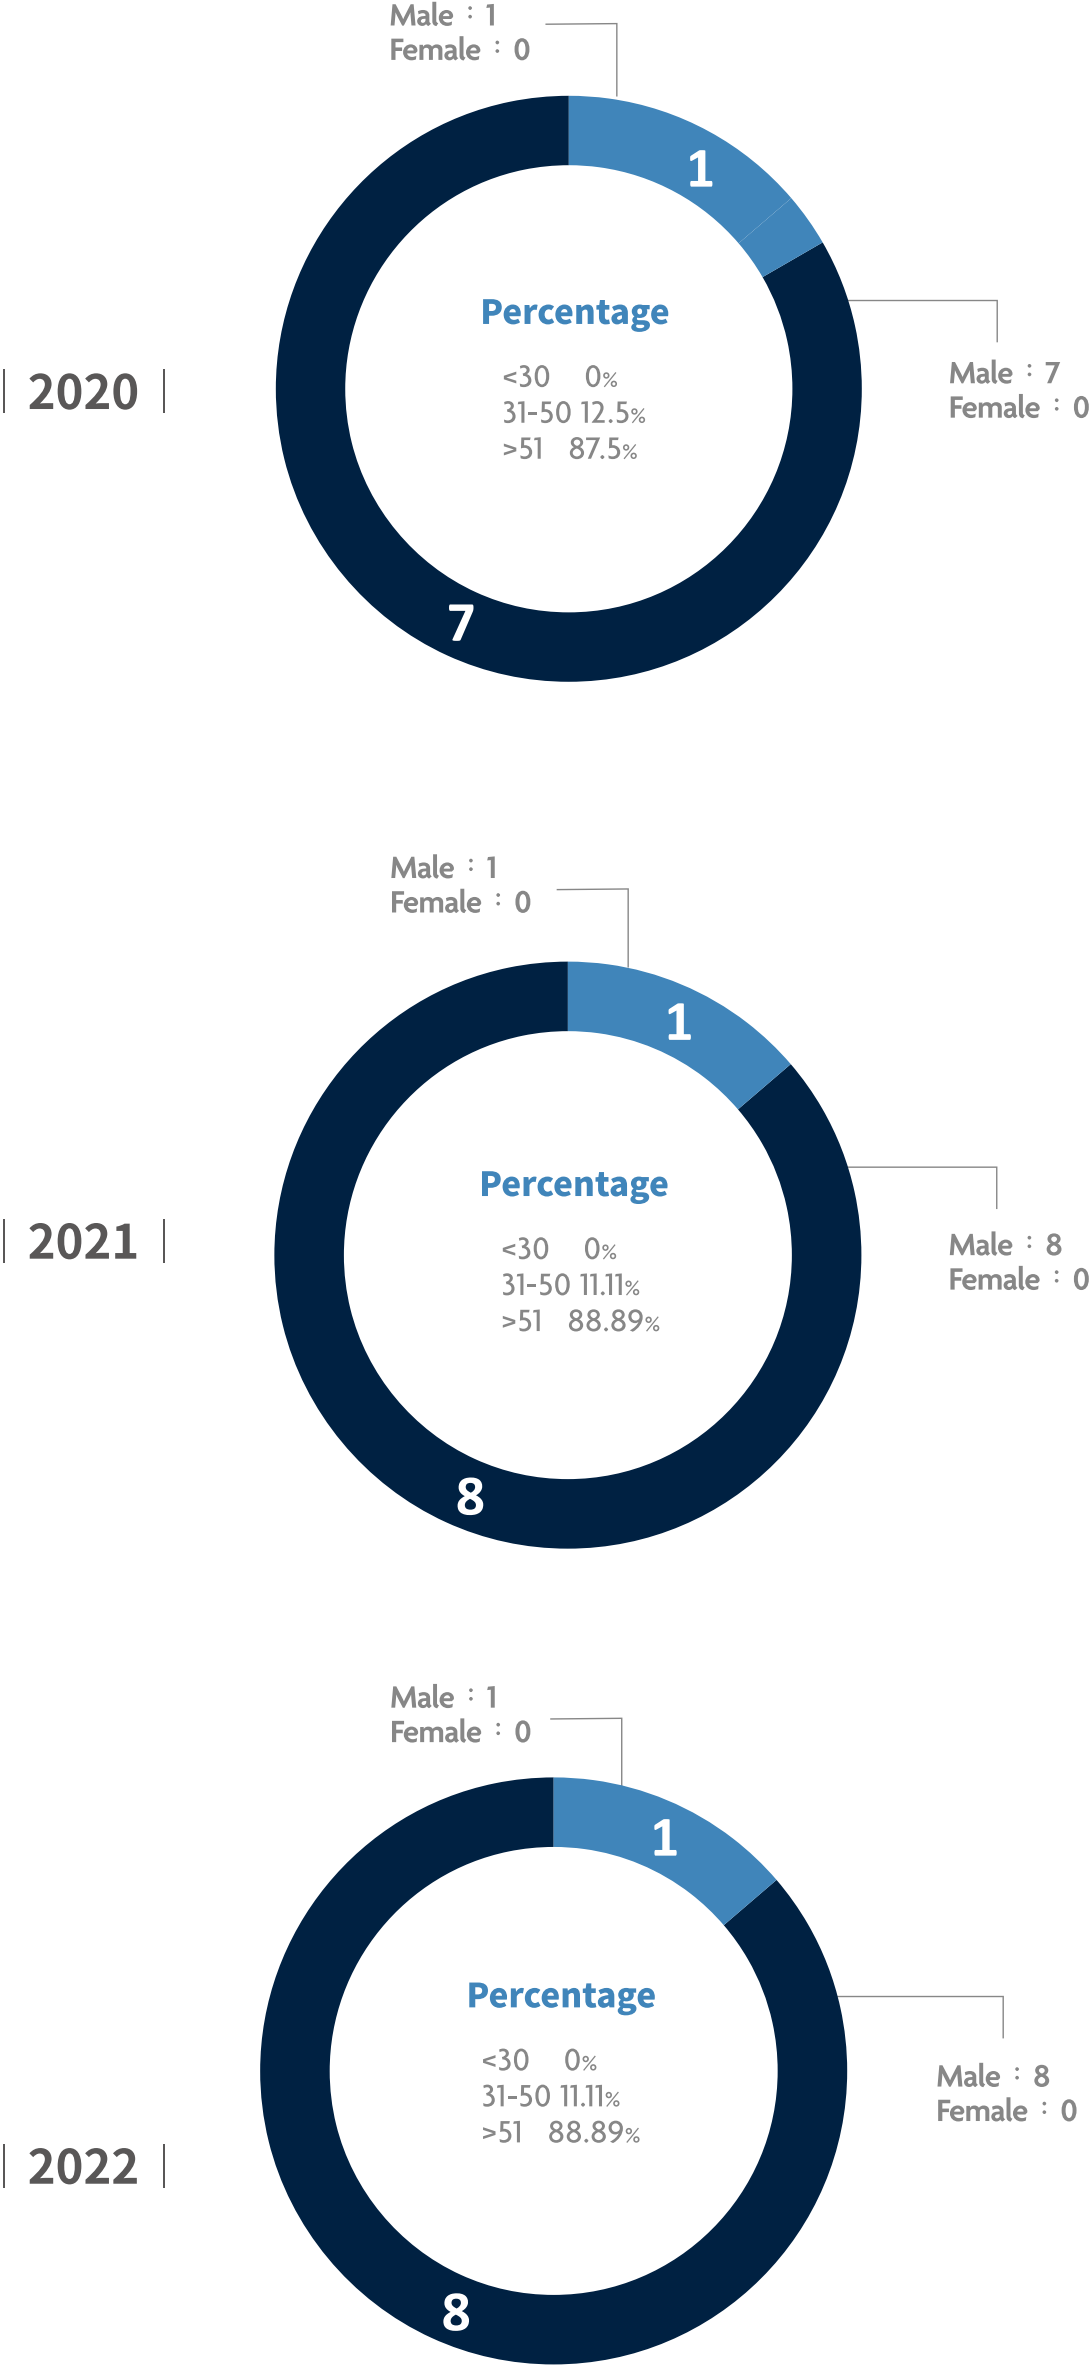 Male : 1
Female : 0
1
Percentage
<30 0%
31-50 12.5%
>51 87.5%
2020
Male : 7
Female : 0
7
Male : 1
Female : 0
1
Percentage
<30 0%
31-50 11.11%
>51 88.89%
2021
Male : 8
Female : 0
8
Male : 1
Female : 0
1
Percentage
<30 0%
31-50 11.11%
>51 88.89%
Male : 8
Female : 0
2022
8